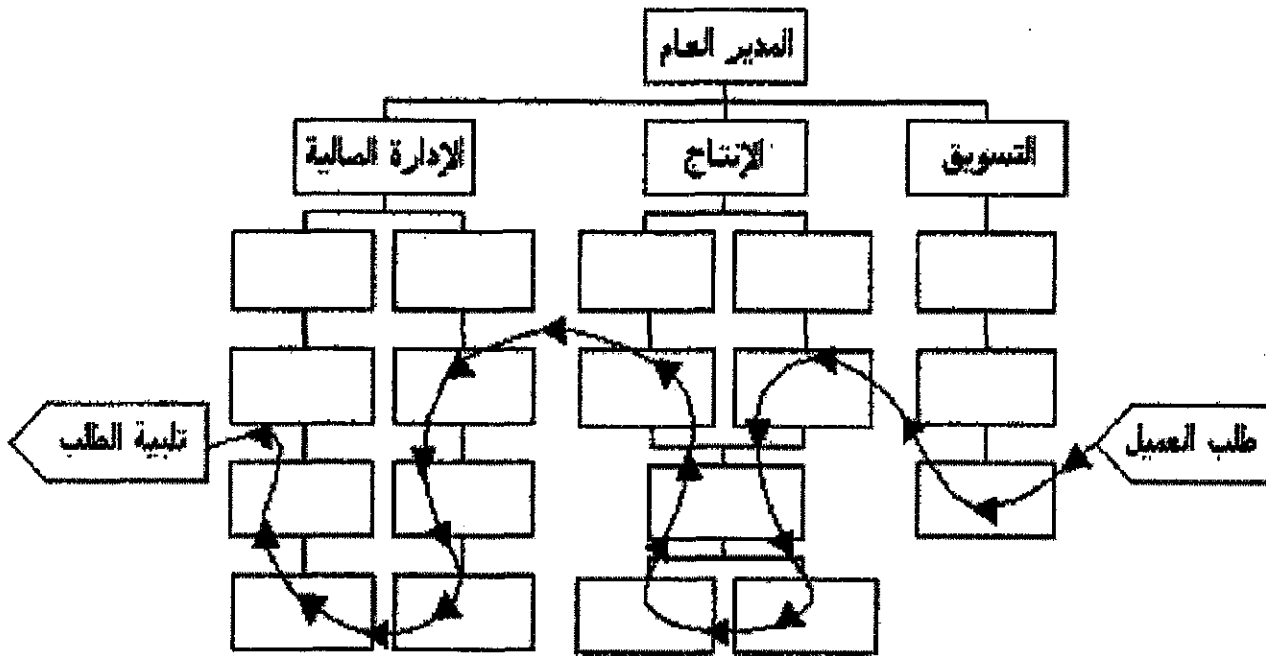 المدير العام
التسويق
الإنتاج
الإدارة المالية
طلب العميل
تلبية الطلب